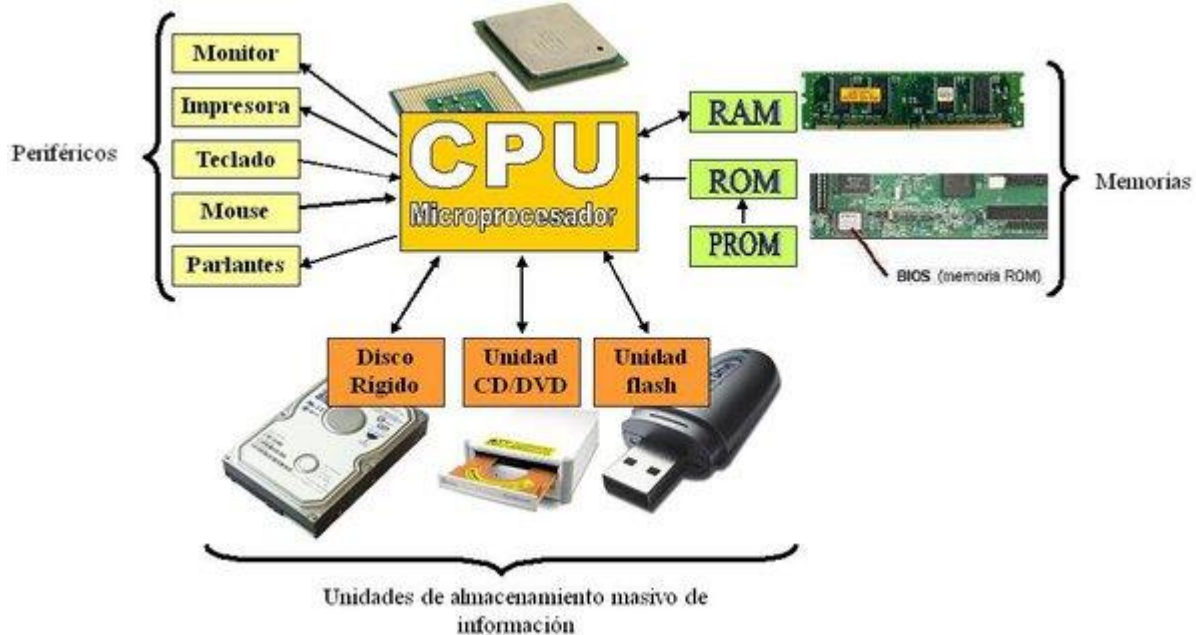 Monitor
Impresora
Teclado
Mouse
Parlantes
Periféricos
CPU
Microprocesador
RAM
ROM
PROM
BIOS (memoria ROM)
Memorias
Disco
Rígido
Unidad
CD/DVD
Unidad
flash
Unidades de almacenamiento masivo de
información